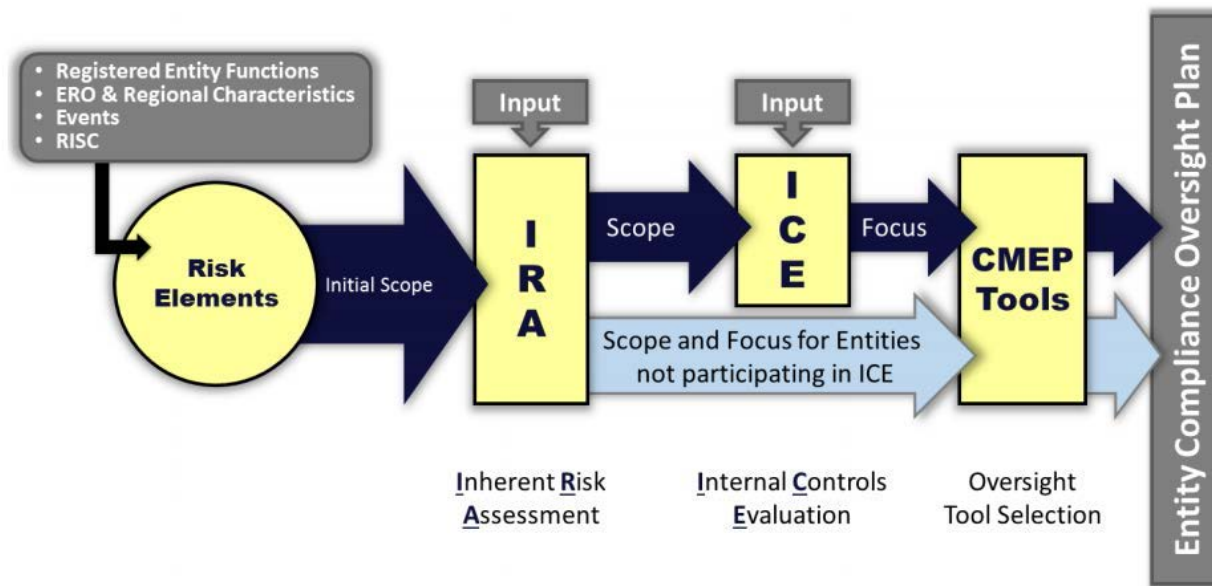 • Registered Entity Functions
• ERO & Regional Characteristics
• Events
• RISC
Risk
Elements
Initial Scope
Input
I
R
A
Scope
Input
I
C
E
Focus
Scope and Focus for Entities
not participating in ICE
CMEP
Tools
Entity Compliance Oversight Plan
Inherent Risk
Assessment
Internal Controls
Evaluation
Oversight
Tool Selection